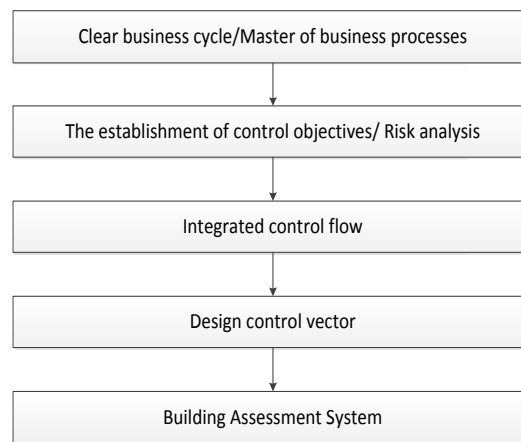 Clear business cycle/Master of business processes
The establishment of control objectives/ Risk analysis
Integrated control flow
Design control vector
Building Assessment System